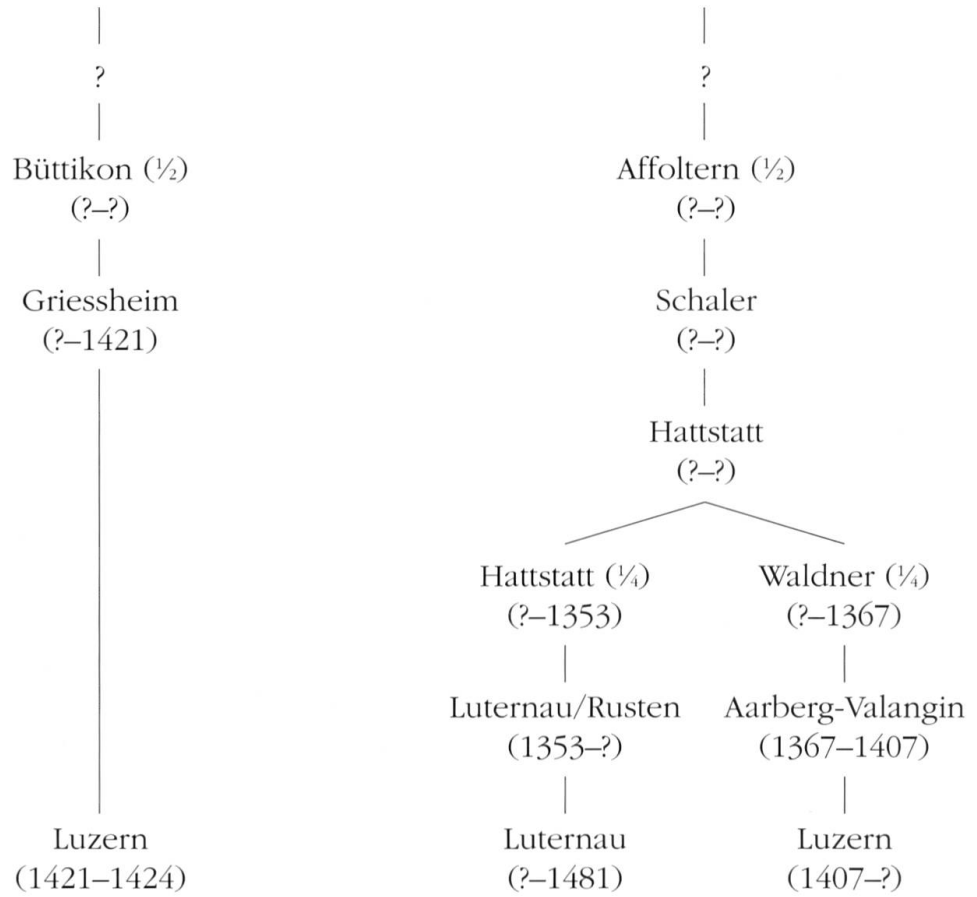 ?
?
Büttikon (½)
(?–?)
Affoltern (½)
(?–?)
Griessheim
(?–1421)
Schaler
(?–?)
Hattstatt
(?–?)
Hattstatt (¼)
(?–1353)
Waldner (¼)
(?–1367)
Luternau/Rusten
(1353–?)
Aarberg-Valangin
(1367–1407)
Luzern
(1421–1424)
Luternau
(?–1481)
Luzern
(1407–?)